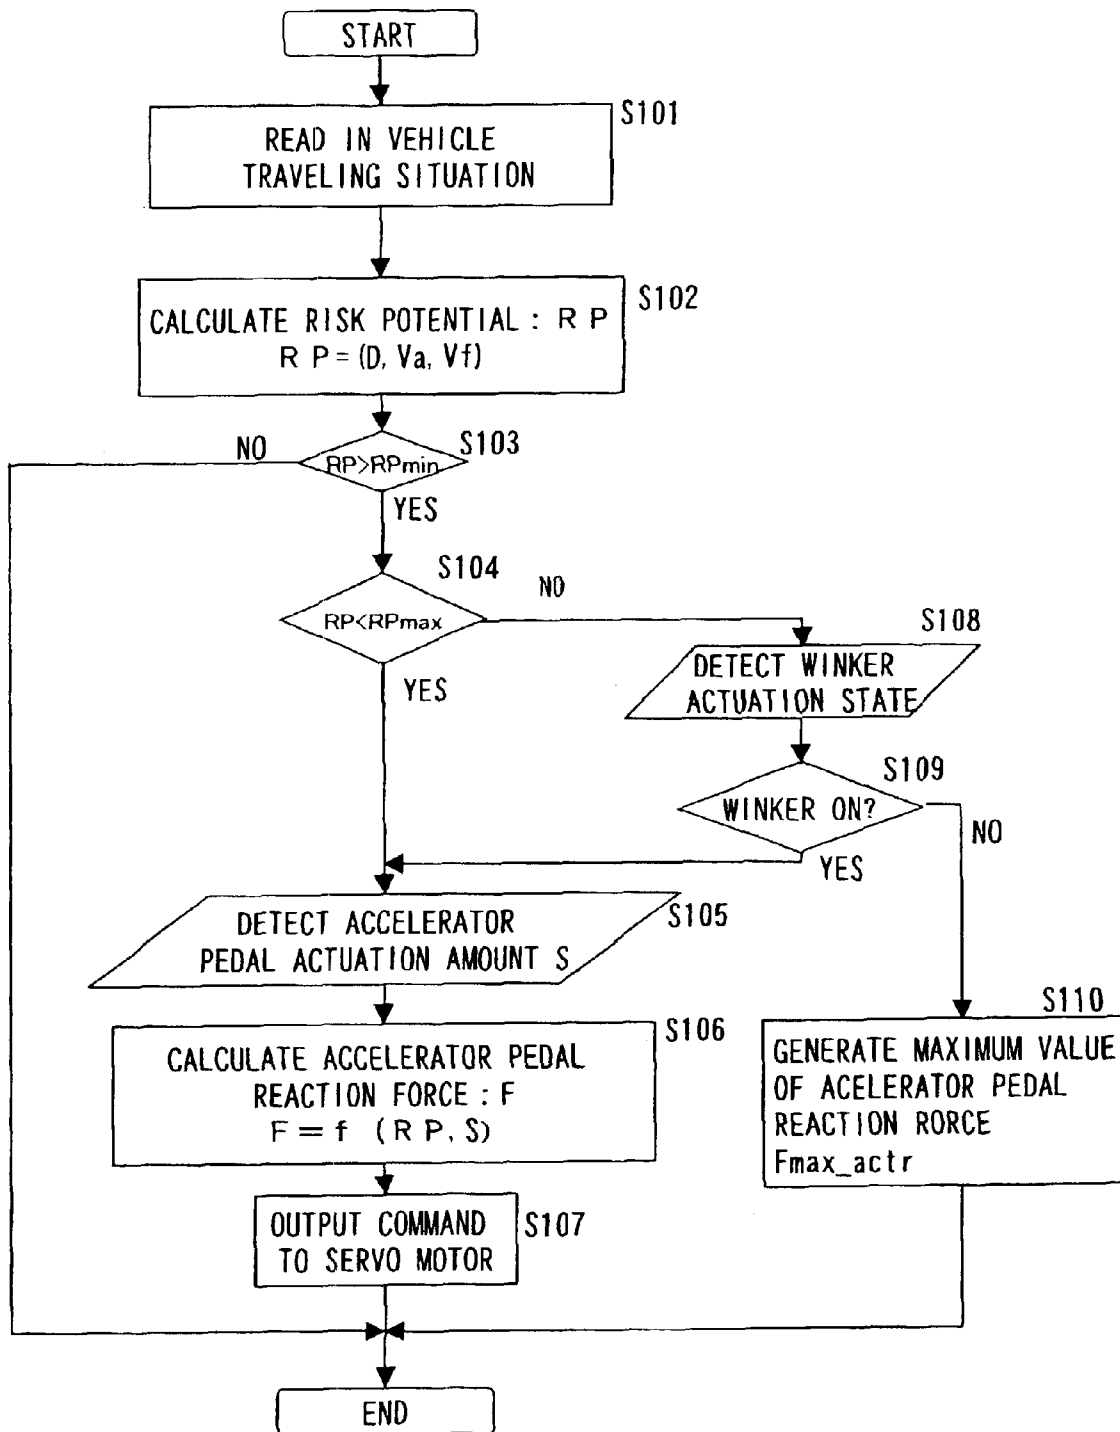 START
S101
READ IN VEHICLE
TRAVELING SITUATION
S102
CALCULATE RISK POTENTIAL : R P
R P = (D, Va, Vf)
S103
NO
RP>RPmin
YES
S104
NO
RP<RPmax
YES
S108
DETECT WINKER
ACTUATION STATE
S109
WINKER ON?
NO
YES
S105
DETECT ACCELERATOR
PEDAL ACTUATION AMOUNT S
S106
CALCULATE ACCELERATOR PEDAL
REACTION FORCE : F
F = f (R P, S)
S110
GENERATE MAXIMUM VALUE
OF ACELERATOR PEDAL
REACTION RORCE
Fmax_actr
S107
OUTPUT COMMAND
TO SERVO MOTOR
END